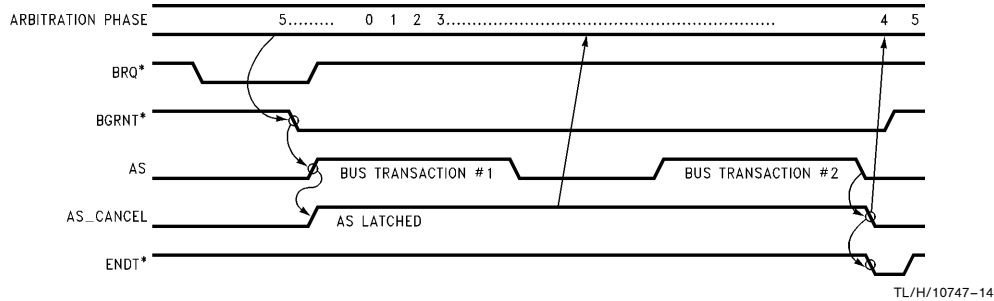 ARBITRATION PHASE 5........ 0 1 2 3................................................................ 4 5
BRQ*
BGRNT*
AS BUS TRANSACTION #1 BUS TRANSACTION #2
AS_CANCEL AS LATCHED
ENDT*
TL/H/10747–14